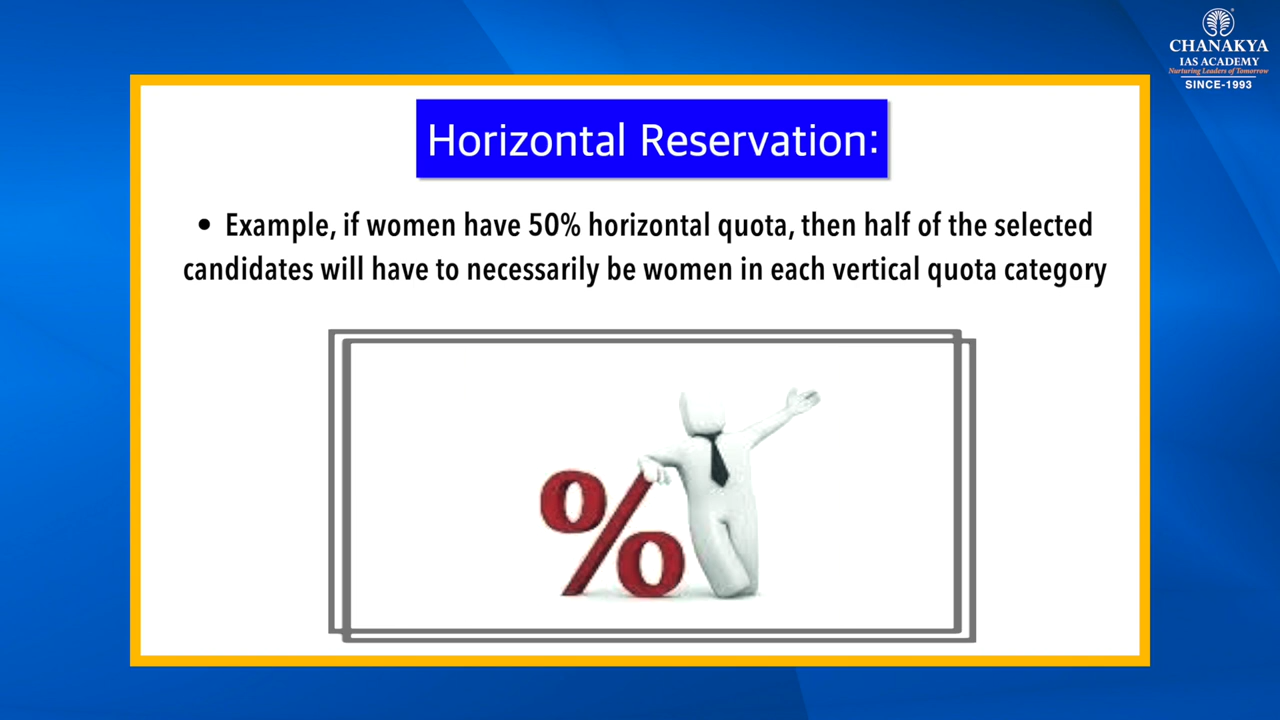 CHANAKYA
IAS ACADEMY
Nurturing Leaders of Tomorrow
SINCE-1993
Horizontal Reservation:
• Example, if women have 50% horizontal quota, then half of the selected
candidates will have to necessarily be women in each vertical quota category
%